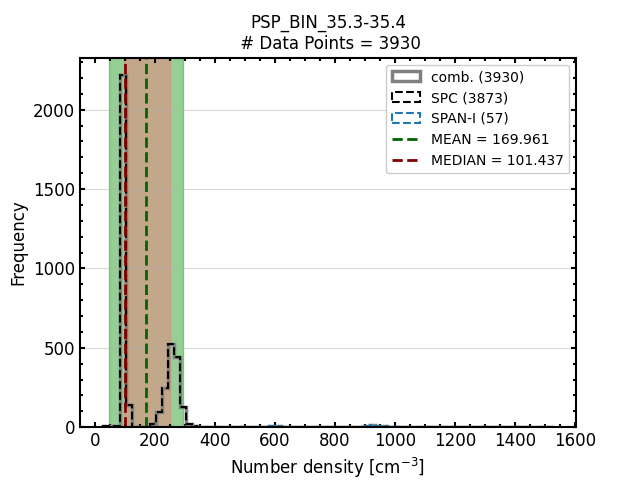 PSP_BIN_35.3-35.4
# Data Points = 3930
comb. (3930)
SPC (3873)
SPAN-I (57)
MEAN = 169.961
MEDIAN = 101.437
Frequency
2000
1500
1000
500
0
0 200 400 600 800 1000 1200 1400 1600
Number density [cm⁻³]